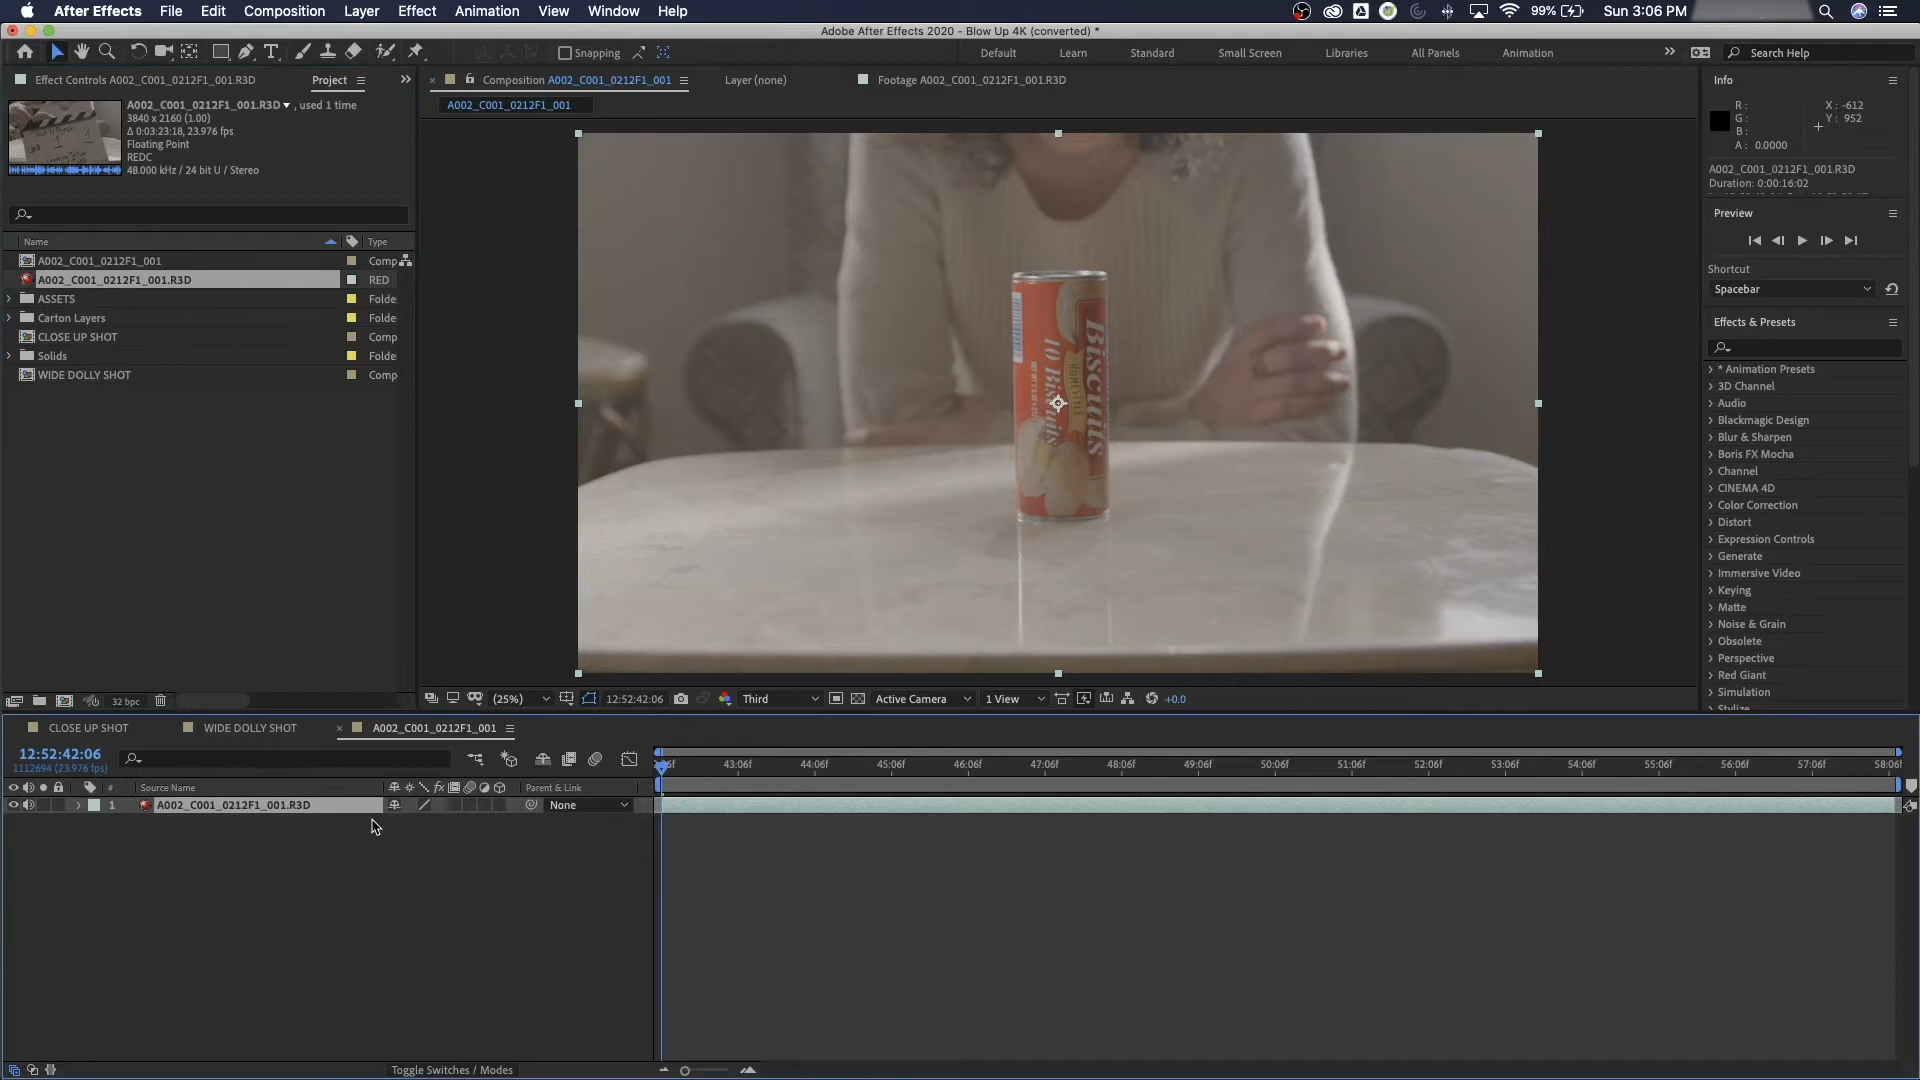 After Effects File Edit Composition Layer Effect Animation View Window Help 99% Sun 3:06 PM
Adobe After Effects 2020 - Blow Up 4K (converted) *
Snapping Default Learn Standard Small Screen Libraries All Panels Animation Search Help
Effect Controls A002_C001_0212F1_001.R3D Project
Composition A002_C001_0212F1_001 Layer (none) Footage A002_C001_0212F1_001.R3D
A002_C001_0212F1_001
A002_C001_0212F1_001.R3D , used 1 time
3840 x 2160 (1.00)
Δ 0:03:23:18, 23.976 fps
Floating Point
REDC
48.000 kHz / 24 bit U / Stereo
Name Type
A002_C001_0212F1_001 Comp
A002_C001_0212F1_001.R3D RED
ASSETS Folde
Carton Layers Folde
CLOSE UP SHOT Comp
Solids Folde
WIDE DOLLY SHOT Comp
32 bpc
Biscuits
HOMESTYLE
10 Biscuits
(25%) 12:52:42:06 Third Active Camera 1 View +0.0
Info
R : X : -612
G : Y : 952
B :
A : 0.0000
A002_C001_0212F1_001.R3D
Duration: 0:00:16:02
Preview
Shortcut
Spacebar
Effects & Presets
* Animation Presets
3D Channel
Audio
Blackmagic Design
Blur & Sharpen
Boris FX Mocha
Channel
CINEMA 4D
Color Correction
Distort
Expression Controls
Generate
Immersive Video
Keying
Matte
Noise & Grain
Obsolete
Perspective
Red Giant
Simulation
Stylize
CLOSE UP SHOT WIDE DOLLY SHOT A002_C001_0212F1_001
12:52:42:06
1112694 (23.976 fps)
43:06f 44:06f 45:06f 46:06f 47:06f 48:06f 49:06f 50:06f 51:06f 52:06f 53:06f 54:06f 55:06f 56:06f 57:06f 58:06f
# Source Name fx Parent & Link
1 A002_C001_0212F1_001.R3D None
Toggle Switches / Modes